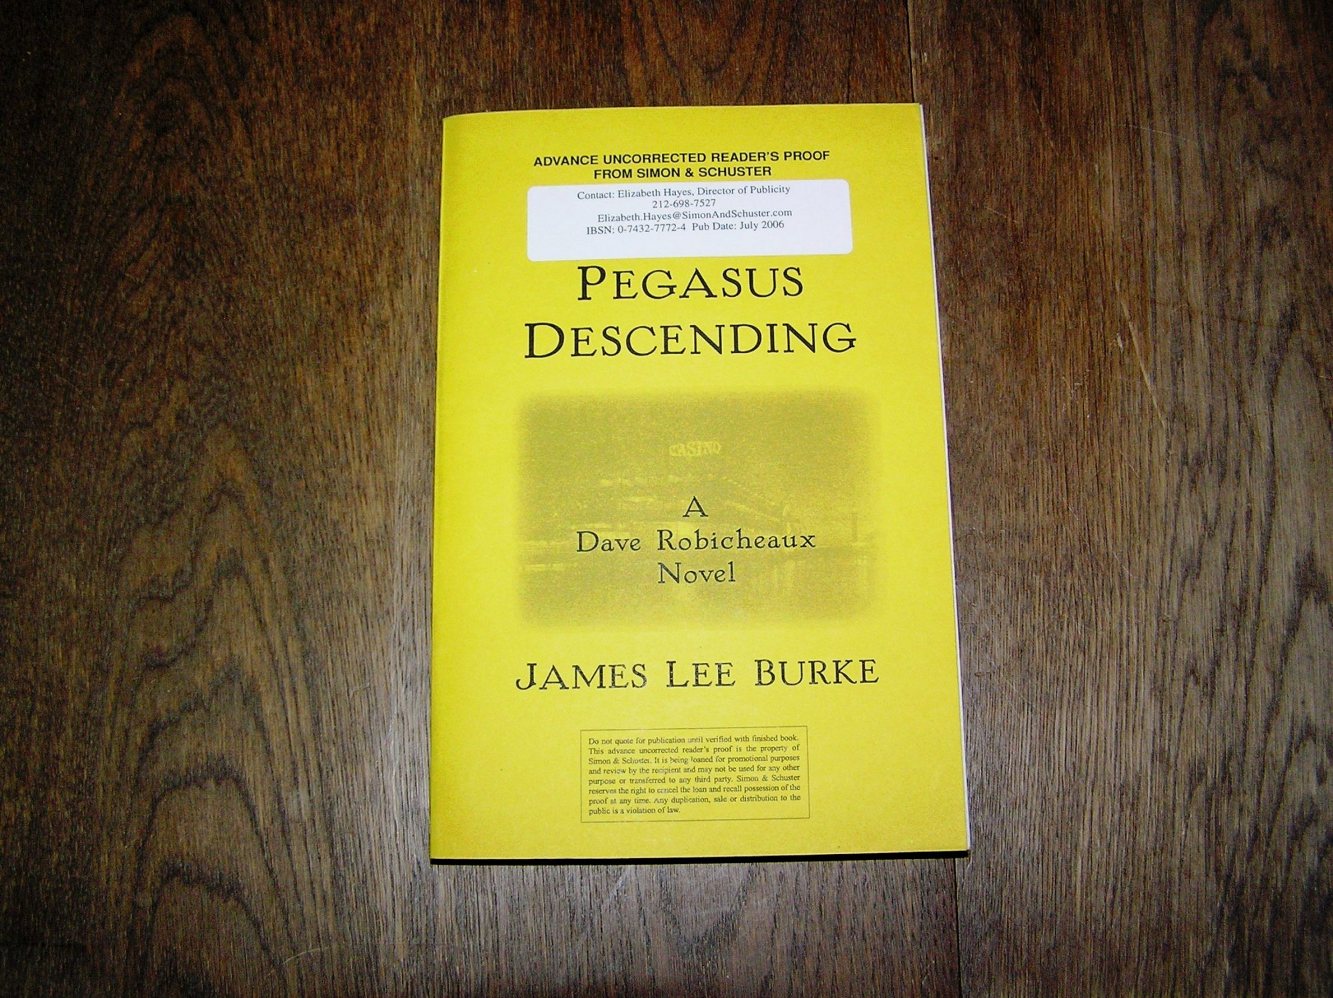 ADVANCE UNCORRECTED READER'S PROOF
FROM SIMON & SCHUSTER
Contact: Elizabeth Hayes, Director of Publicity
212-698-7527
Elizabeth.Hayes@SimonAndSchuster.com
IBSN: 0-7432-7772-4 Pub Date: July 2006
PEGASUS
DESCENDING
CASINO
A
Dave Robicheaux
Novel
JAMES LEE BURKE
Do not quote for publication until verified with finished book.
This advance uncorrected reader's proof is the property of
Simon & Schuster. It is being loaned for promotional purposes
and review by the recipient and may not be used for any other
purpose or transferred to any third party. Simon & Schuster
reserves the right to cancel the loan and recall possession of the
proof at any time. Any duplication, sale or distribution to the
public is a violation of law.